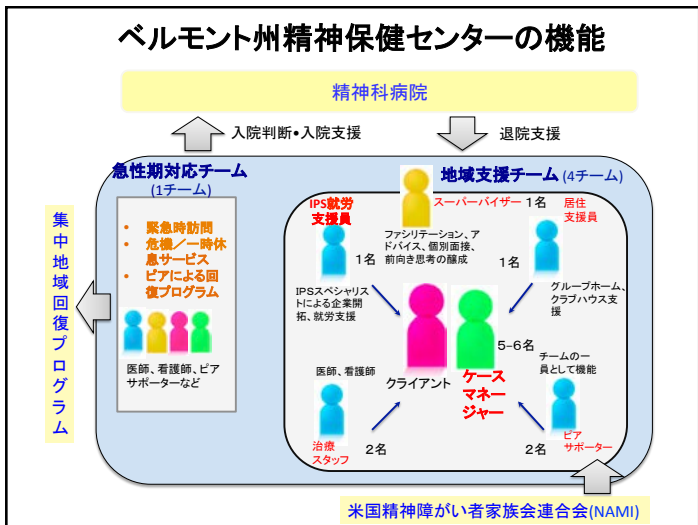 ベルモント州精神保健センターの機能
精神科病院
入院判断・入院支援
退院支援
急性期対応チーム
(1チーム)
• 緊急時訪問
• 危機／一時休
息サービス
• ピアによる回
復プログラム
医師、看護師、ピア
サポーターなど
集中地域回復プログラム
地域支援チーム (4チーム)
IPS就労
支援員
1名
IPSスペシャリス
トによる企業開
拓、就労支援
スーパーバイザー 1名
ファシリテーション、ア
ドバイス、個別面接、
前向き思考の醸成
居住
支援員
1名
グループホーム、
クラブハウス支
援
クライアント
5-6名
ケース
マネー
ジャー
医師、看護師
治療
スタッフ
2名
チームの一
員として機能
2名
ピア
サポーター
米国精神障がい者家族会連合会(NAMI)